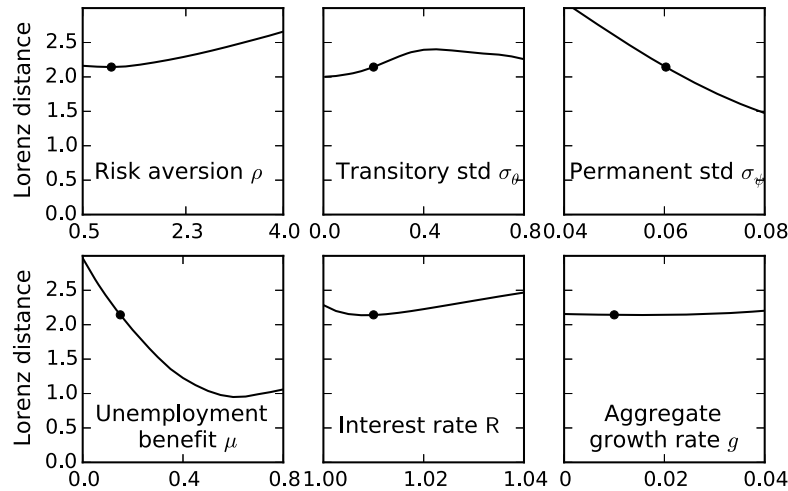 Lorenz distance
2.5
2.0
1.5
1.0
0.5
0.0
Risk aversion ρ
0.5 2.3 4.0
Transitory std σθ
0.0 0.4 0.8
Permanent std σψ
0.04 0.06 0.08
Lorenz distance
2.5
2.0
1.5
1.0
0.5
0.0
Unemployment
benefit μ
0.0 0.4 0.8
Interest rate R
1.00 1.02 1.04
Aggregate
growth rate g
0 0.02 0.04